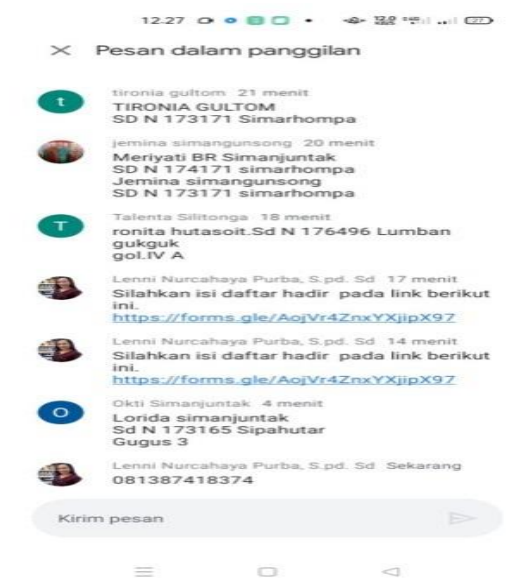 12.27
27
Pesan dalam panggilan
t
tironia gultom 21 menit
TIRONIA GULTOM
SD N 173171 Simarhompa
jemina simangunsong 20 menit
Meriyati BR Simanjuntak
SD N 174171 simarhompa
Jemina simangunsong
SD N 173171 simarhompa
T
Talenta Silitonga 18 menit
ronita hutasoit.Sd N 176496 Lumban
gukguk
gol.IV A
Lenni Nurcahaya Purba, S.pd. Sd 17 menit
Silahkan isi daftar hadir pada link berikut
ini.
https://forms.gle/AojVr4ZnxYXjipX97
Lenni Nurcahaya Purba, S.pd. Sd 14 menit
Silahkan isi daftar hadir pada link berikut
ini.
https://forms.gle/AojVr4ZnxYXjipX97
O
Okti Simanjuntak 4 menit
Lorida simanjuntak
Sd N 173165 Sipahutar
Gugus 3
Lenni Nurcahaya Purba, S.pd. Sd Sekarang
081387418374
Kirim pesan